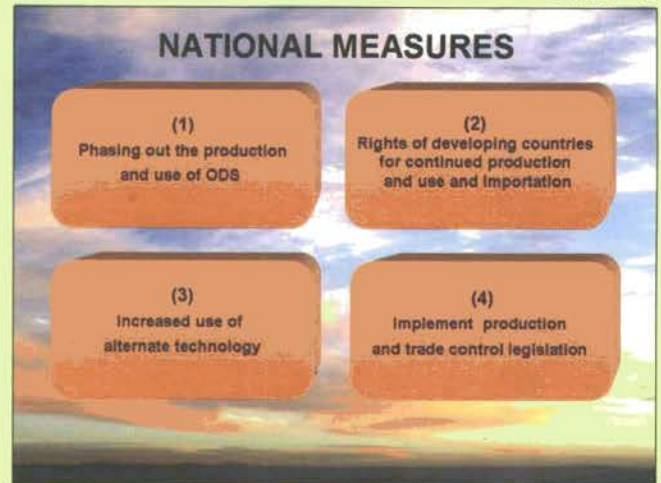 NATIONAL MEASURES
(1)
Phasing out the production
and use of ODS
(2)
Rights of developing countries
for continued production
and use and importation
(3)
Increased use of
alternate technology
(4)
Implement production
and trade control legislation